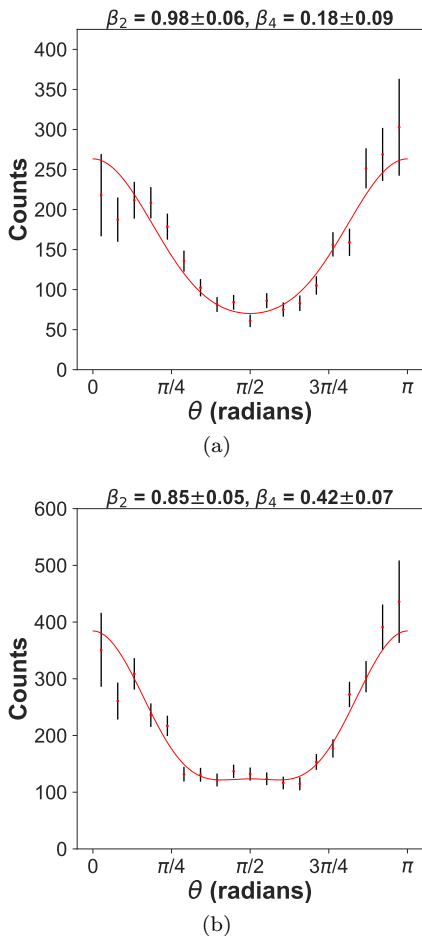 β₂ = 0.98±0.06, β₄ = 0.18±0.09
400
350
300
250
200
150
100
50
0
Counts
0 π/4 π/2 3π/4 π
θ (radians)
(a)
β₂ = 0.85±0.05, β₄ = 0.42±0.07
600
500
400
300
200
100
0
Counts
0 π/4 π/2 3π/4 π
θ (radians)
(b)